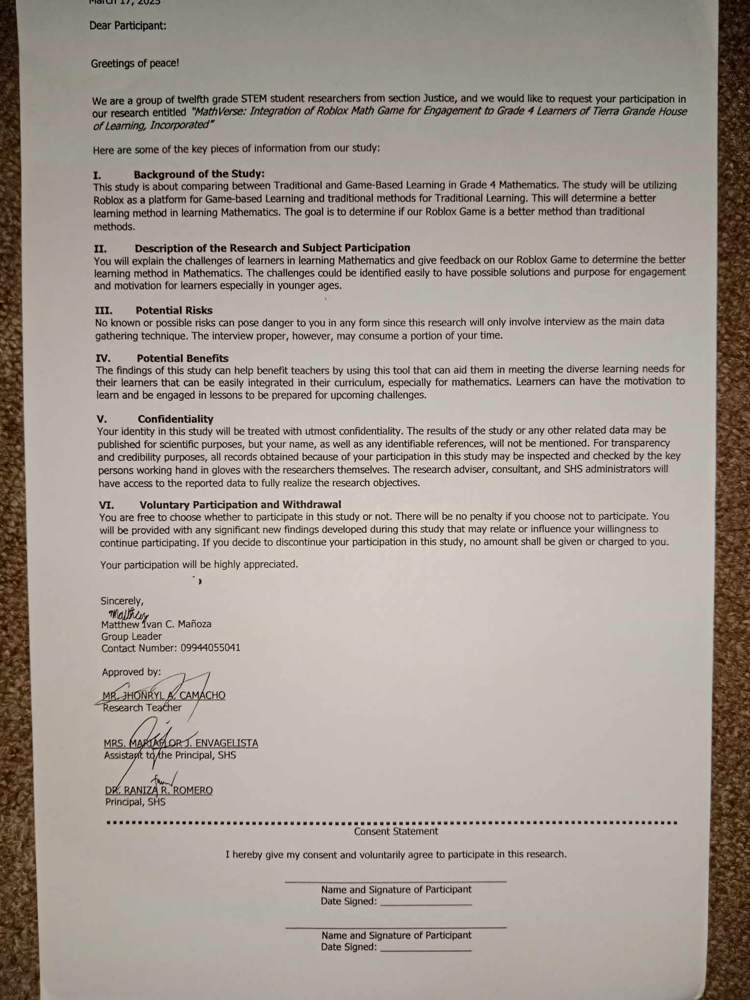 March 17, 2025
Dear Participant:
Greetings of peace!
We are a group of twelfth grade STEM student researchers from section Justice, and we would like to request your participation in
our research entitled "MathVerse: Integration of Roblox Math Game for Engagement to Grade 4 Learners of Tierra Grande House
of Learning, Incorporated"
Here are some of the key pieces of information from our study:
I. Background of the Study:
This study is about comparing between Traditional and Game-Based Learning in Grade 4 Mathematics. The study will be utilizing
Roblox as a platform for Game-based Learning and traditional methods for Traditional Learning. This will determine a better
learning method in learning Mathematics. The goal is to determine if our Roblox Game is a better method than traditional
methods.
II. Description of the Research and Subject Participation
You will explain the challenges of learners in learning Mathematics and give feedback on our Roblox Game to determine the better
learning method in Mathematics. The challenges could be identified easily to have possible solutions and purpose for engagement
and motivation for learners especially in younger ages.
III. Potential Risks
No known or possible risks can pose danger to you in any form since this research will only involve interview as the main data
gathering technique. The interview proper, however, may consume a portion of your time.
IV. Potential Benefits
The findings of this study can help benefit teachers by using this tool that can aid them in meeting the diverse learning needs for
their learners that can be easily integrated in their curriculum, especially for mathematics. Learners can have the motivation to
learn and be engaged in lessons to be prepared for upcoming challenges.
V. Confidentiality
Your identity in this study will be treated with utmost confidentiality. The results of the study or any other related data may be
published for scientific purposes, but your name, as well as any identifiable references, will not be mentioned. For transparency
and credibility purposes, all records obtained because of your participation in this study may be inspected and checked by the key
persons working hand in gloves with the researchers themselves. The research adviser, consultant, and SHS administrators will
have access to the reported data to fully realize the research objectives.
VI. Voluntary Participation and Withdrawal
You are free to choose whether to participate in this study or not. There will be no penalty if you choose not to participate. You
will be provided with any significant new findings developed during this study that may relate or influence your willingness to
continue participating. If you decide to discontinue your participation in this study, no amount shall be given or charged to you.
Your participation will be highly appreciated.
Sincerely,
Matthew
Matthew Ivan C. Mañoza
Group Leader
Contact Number: 09944055041
Approved by:
MR. JHONRYL A. CAMACHO
Research Teacher
MRS. MARIAFLOR J. ENVAGELISTA
Assistant to the Principal, SHS
DR. RANIZA R. ROMERO
Principal, SHS
Consent Statement
I hereby give my consent and voluntarily agree to participate in this research.
Name and Signature of Participant
Date Signed:
Name and Signature of Participant
Date Signed: